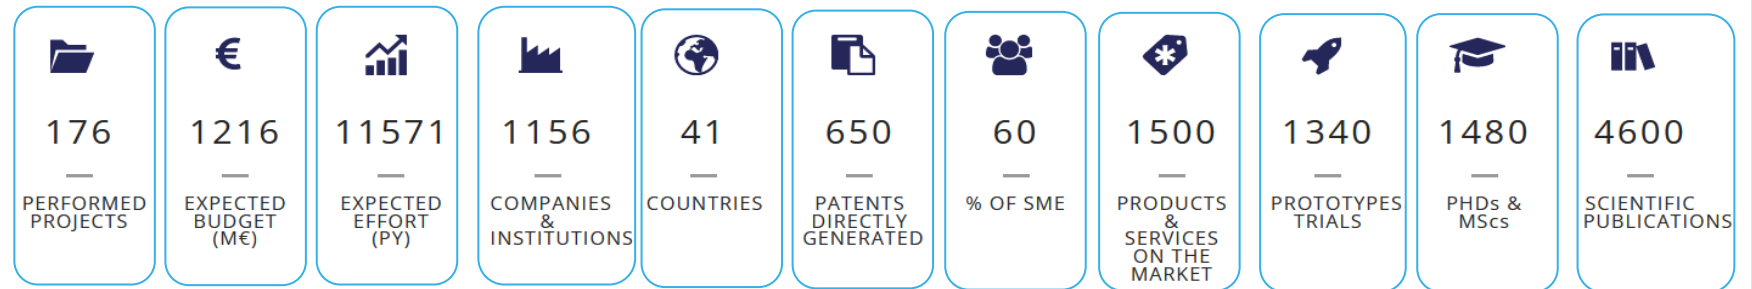 176
PERFORMED
PROJECTS
€
1216
EXPECTED
BUDGET
(M€)
11571
EXPECTED
EFFORT
(PY)
1156
COMPANIES
&
INSTITUTIONS
41
COUNTRIES
650
PATENTS
DIRECTLY
GENERATED
60
% OF SME
1500
PRODUCTS
&
SERVICES
ON THE
MARKET
1340
PROTOTYPES
TRIALS
1480
PHDs &
MScs
4600
SCIENTIFIC
PUBLICATIONS